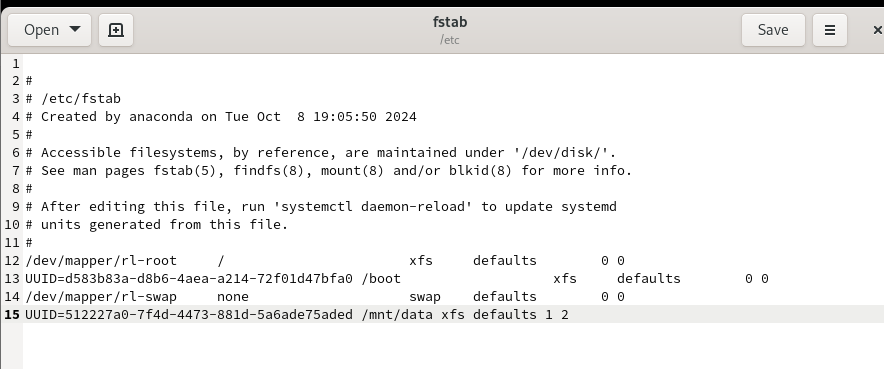 Open
fstab
/etc
Save
1
2 #
3 # /etc/fstab
4 # Created by anaconda on Tue Oct  8 19:05:50 2024
5 #
6 # Accessible filesystems, by reference, are maintained under '/dev/disk/'.
7 # See man pages fstab(5), findfs(8), mount(8) and/or blkid(8) for more info.
8 #
9 # After editing this file, run 'systemctl daemon-reload' to update systemd
10 # units generated from this file.
11 #
12 /dev/mapper/rl-root     /                       xfs     defaults        0 0
13 UUID=d583b83a-d8b6-4aea-a214-72f01d47bfa0 /boot                   xfs     defaults        0 0
14 /dev/mapper/rl-swap     none                    swap    defaults        0 0
15 UUID=512227a0-7f4d-4473-881d-5a6ade75aded /mnt/data xfs defaults 1 2